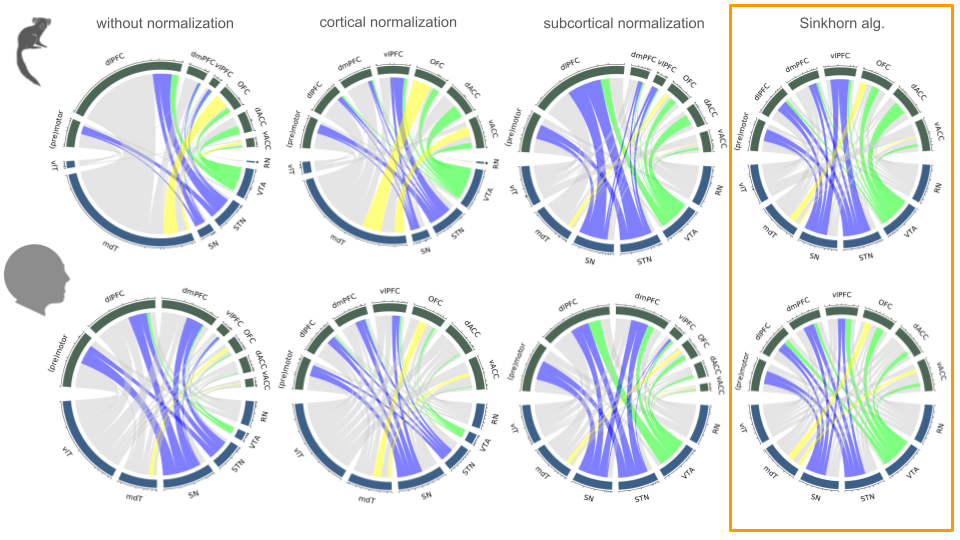 without normalization
cortical normalization
subcortical normalization
Sinkhorn alg.
dlPFC
dmPFC
vlPFC
OFC
dACC
vACC
RN
VTA
STN
SN
mdT
vlT
(pre)motor
dlPFC
dmPFC
vlPFC
OFC
dACC
vACC
RN
VTA
STN
SN
mdT
vlT
(pre)motor
dlPFC
dmPFC
vlPFC
OFC
dACC
vACC
RN
VTA
STN
SN
mdT
vlT
(pre)motor
dlPFC
dmPFC
vlPFC
OFC
dACC
vACC
RN
VTA
STN
SN
mdT
vlT
(pre)motor
dlPFC
dmPFC
vlPFC
OFC
dACC
vACC
RN
VTA
STN
SN
mdT
vlT
(pre)motor
dlPFC
dmPFC
vlPFC
OFC
dACC
vACC
RN
VTA
STN
SN
mdT
vlT
(pre)motor
dlPFC
dmPFC
vlPFC
OFC
dACC
vACC
RN
VTA
STN
SN
mdT
vlT
(pre)motor
dlPFC
dmPFC
vlPFC
OFC
dACC
vACC
RN
VTA
STN
SN
mdT
vlT
(pre)motor